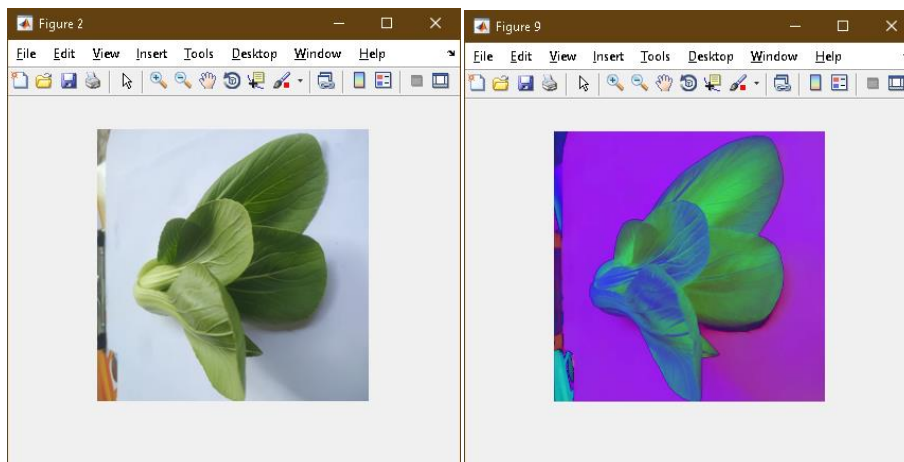 Figure 2
File Edit View Insert Tools Desktop Window Help
Figure 9
File Edit View Insert Tools Desktop Window Help